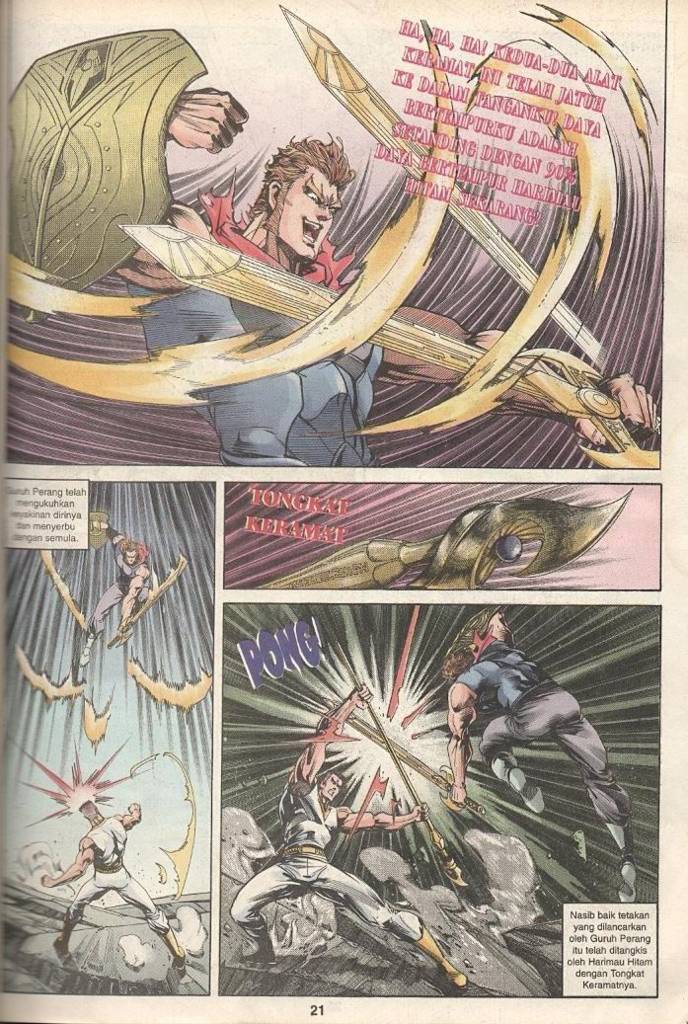 HA, HA, HA! KEDUA-DUA ALAT
KERAMAT INI TELAH JATUH
KE DALAM TANGANKU! DAYA
BERTEMPURKU ADALAH
SETANDING DENGAN 90%
DAYA BERTEMPUR HARIMAU
HITAM SEKARANG!
Guruh Perang telah
mengukuhkan
keyakinan dirinya
dan menyerbu
dengan semula.
TONGKAT
KERAMAT
PONG!
Nasib baik tetakan
yang dilancarkan
oleh Guruh Perang
itu telah ditangkis
oleh Harimau Hitam
dengan Tongkat
Keramatnya.
21